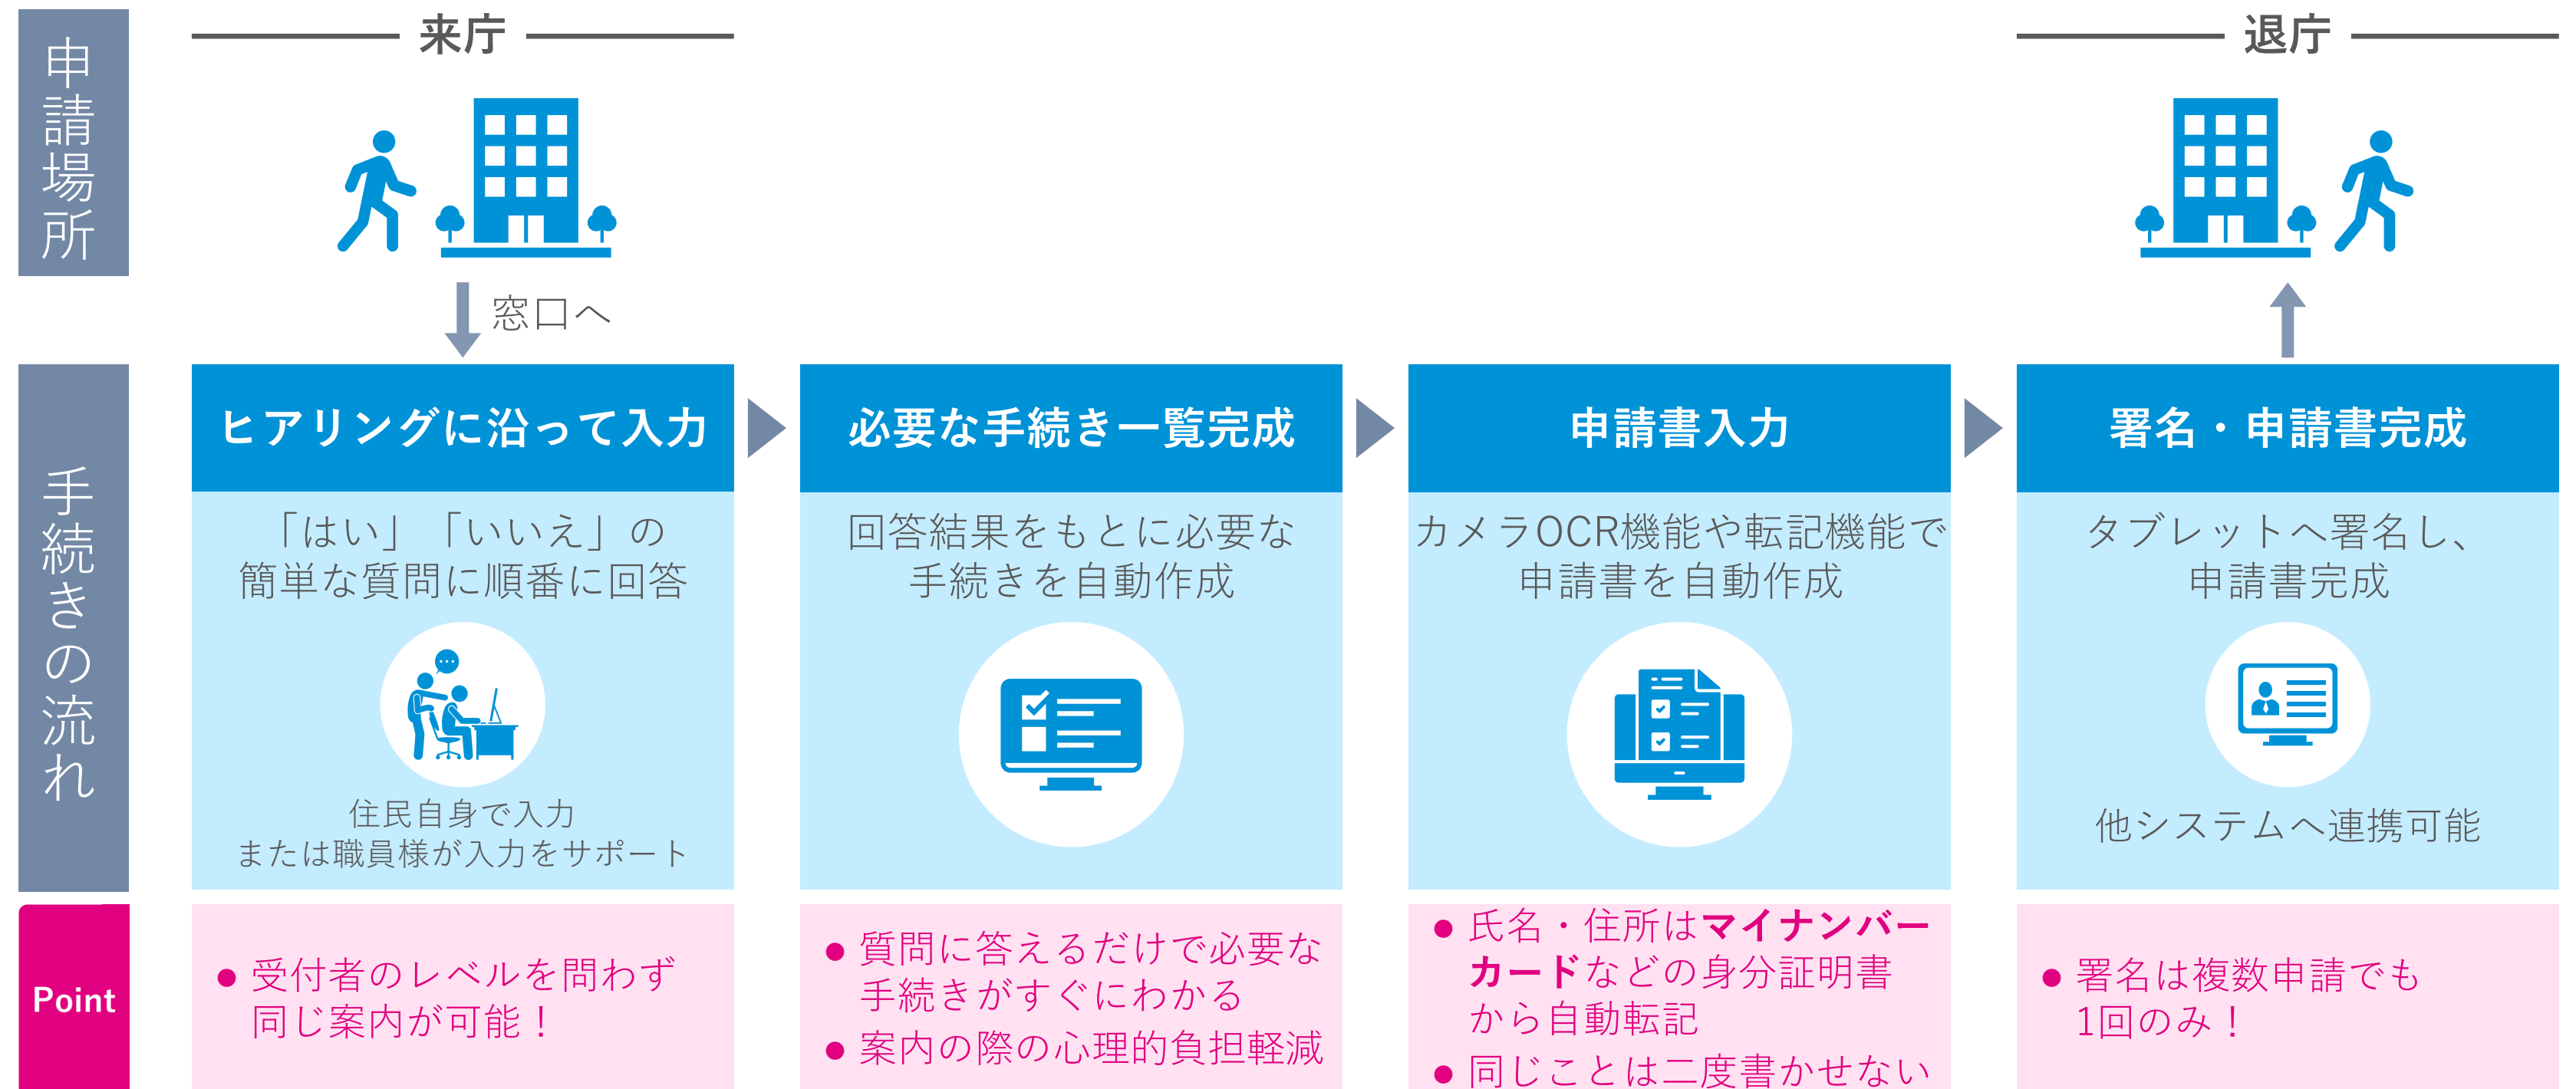 申請場所
来庁
退庁
窓口へ
手続きの流れ
ヒアリングに沿って入力
「はい」「いいえ」の
簡単な質問に順番に回答
住民自身で入力
または職員様が入力をサポート
必要な手続き一覧完成
回答結果をもとに必要な
手続きを自動作成
申請書入力
カメラOCR機能や転記機能で
申請書を自動作成
署名・申請書完成
タブレットへ署名し、
申請書完成
他システムへ連携可能
Point
● 受付者のレベルを問わず
同じ案内が可能！
● 質問に答えるだけで必要な
手続きがすぐにわかる
● 案内の際の心理的負担軽減
● 氏名・住所はマイナンバー
カードなどの身分証明書
から自動転記
● 同じことは二度書かせない
● 署名は複数申請でも
1回のみ！